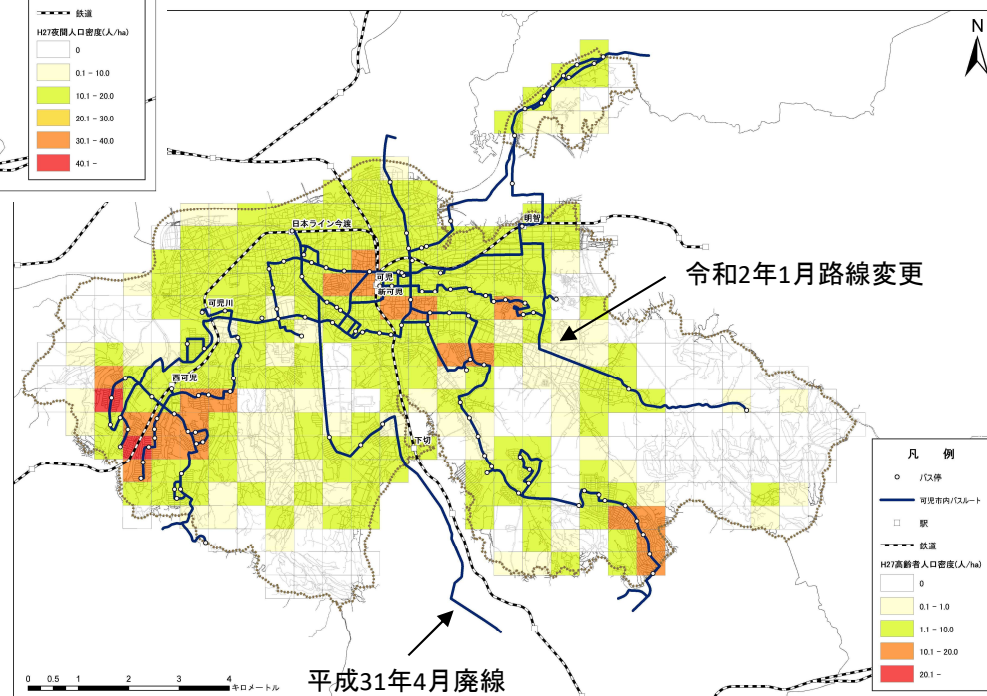 鉄道
H27夜間人口密度(人/ha)
0
0.1 - 10.0
10.1 - 20.0
20.1 - 30.0
30.1 - 40.0
40.1 -
N
日本ライン今渡
明智
可児
新可児
可児川
西可児
下切
令和2年1月路線変更
平成31年4月廃線
凡 例
バス停
可児市内バスルート
駅
鉄道
H27高齢者人口密度(人/ha)
0
0.1 - 1.0
1.1 - 10.0
10.1 - 20.0
20.1 -
0 0.5 1 2 3 4 キロメートル